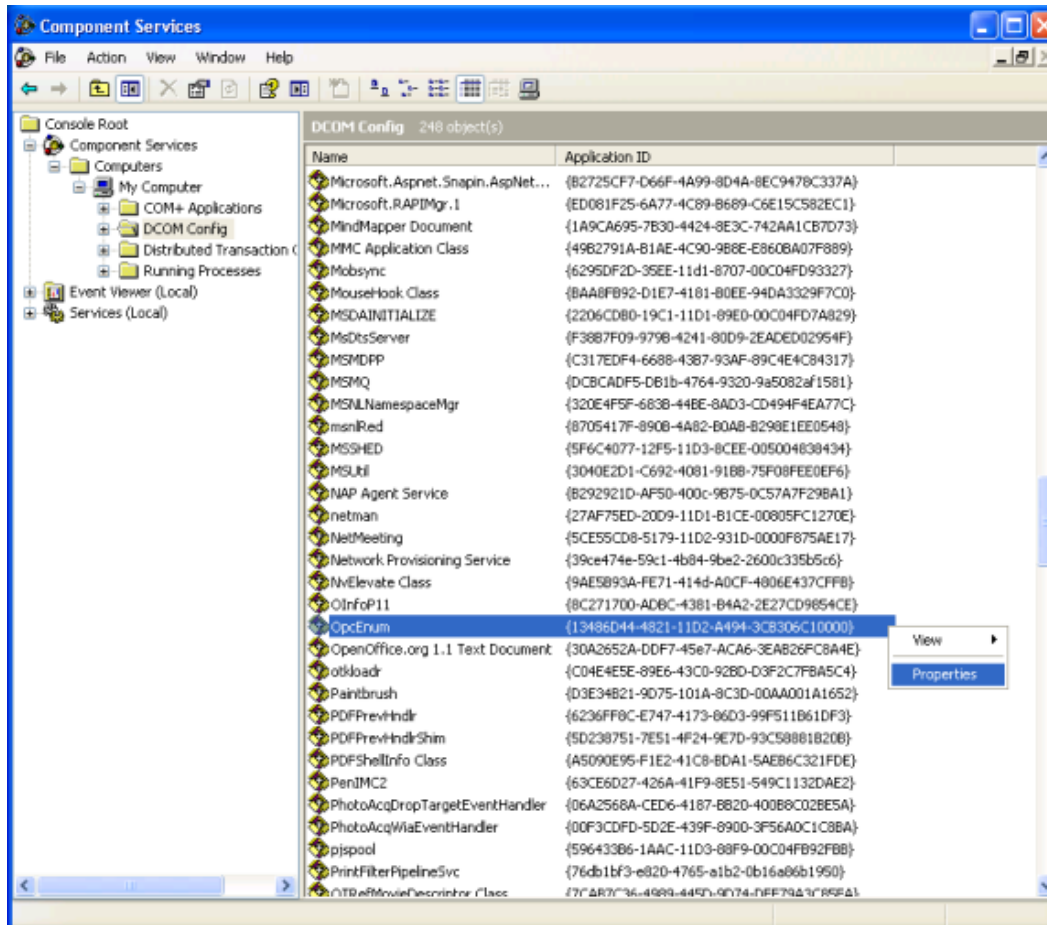 Component Services
File Action View Window Help
Console Root
Component Services
Computers
My Computer
COM+ Applications
DCOM Config
Distributed Transaction C
Running Processes
Event Viewer (Local)
Services (Local)
DCOM Config 248 object(s)
Name Application ID
Microsoft.Aspnet.Snapin.AspNet... {B2725CF7-D66F-4A99-8D4A-8EC9478C337A}
Microsoft.RAPIMgr.1 {ED081F25-6A77-4C89-B689-C6E15C582EC1}
MindMapper Document {1A9CA695-7B30-4424-8E3C-742AA1CB7D73}
MMC Application Class {49B2791A-B1AE-4C90-9B8E-E860BA07F889}
Mobsync {6295DF2D-35EE-11d1-8707-00C04FD93327}
MouseHook Class {BAA8FB92-D1E7-4181-B0EE-94DA3329F7C0}
MSDAINITIALIZE {2206CDB0-19C1-11D1-89E0-00C04FD7A829}
MsDtsServer {F38B7F09-979B-4241-80D9-2EADED02954F}
MSMDPP {C317EDF4-6688-43B7-93AF-89C4E4C84317}
MSMQ {DCBCADF5-DB1b-4764-9320-9a5082af1581}
MSNLNamespaceMgr {320E4F5F-683B-44BE-8AD3-CD494F4EA77C}
msnlRed {8705417F-890B-4A82-B0A8-B298E1EE0548}
MSSHED {5F6C4077-12F5-11D3-8CEE-005004838434}
MSUtil {3040E2D1-C692-4081-91BB-75F08FEE0EF6}
NAP Agent Service {B292921D-AF50-400c-9B75-0C57A7F29BA1}
netman {27AF75ED-20D9-11D1-B1CE-00805FC1270E}
NetMeeting {5CE55CD8-5179-11D2-931D-0000F875AE17}
Network Provisioning Service {39ce474e-59c1-4b84-9be2-2600c335b5c6}
NvElevate Class {9AE5B93A-FE71-414d-A0CF-4806E437CFFB}
OInfoP11 {8C271700-ADBC-4381-B4A2-2E27CD9854CE}
OpcEnum {13486D44-4821-11D2-A494-3CB306C10000}
View
OpenOffice.org 1.1 Text Document {30A2652A-DDF7-45e7-ACA6-3EAB26FC8A4E}
otkloadr {C04E4E5E-89E6-43C0-92BD-D3F2C7FBA5C4}
Properties
Paintbrush {D3E34B21-9D75-101A-8C3D-00AA001A1652}
PDFPrevHndlr {6236FF8C-E747-4173-86D3-99F511B61DF3}
PDFPrevHndlrShim {5D238751-7E51-4F24-9E7D-93C58881B20B}
PDFShellInfo Class {A5090E95-F1E2-41C8-BDA1-5AEB6C321FDE}
PenIMC2 {63CE6D27-426A-41F9-8E51-549C1132DAE2}
PhotoAcqDropTargetEventHandler {06A2568A-CED6-4187-BB20-400B8C02BE5A}
PhotoAcqWiaEventHandler {00F3CDFD-5D2E-439F-8900-3F56A0C1C8BA}
pjspool {596433B6-1AAC-11D3-88F9-00C04FB92FBB}
PrintFilterPipelineSvc {76db1bf3-e820-4765-a1b2-0b16a86b1950}
QTRefMovieDescriptor Class {7CAB7C36-4989-445D-9D74-DEE79A3C85EA}